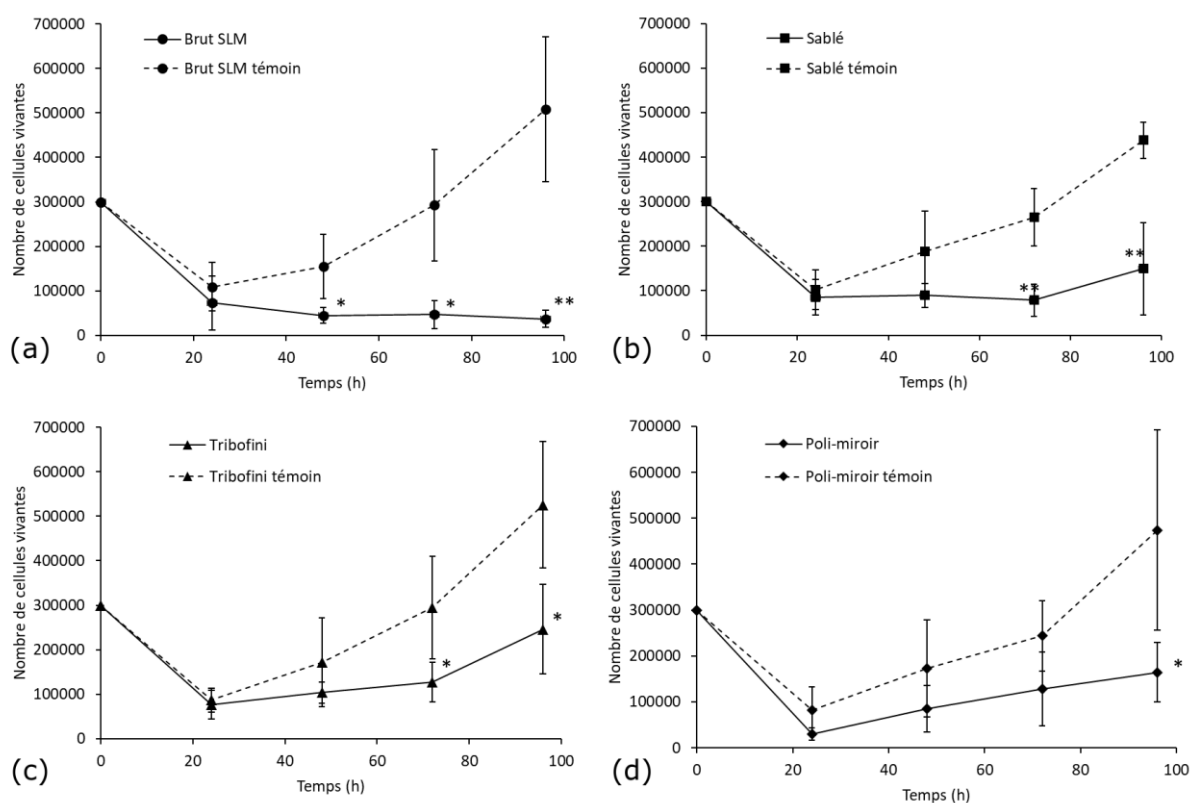 700000
600000
500000
400000
300000
200000
100000
0
Nombre de cellules vivantes
Brut SLM
Brut SLM témoin
*
*
**
0 20 40 60 80 100
Temps (h)
(a)
700000
600000
500000
400000
300000
200000
100000
0
Nombre de cellules vivantes
Sablé
Sablé témoin
**
**
0 20 40 60 80 100
Temps (h)
(b)
700000
600000
500000
400000
300000
200000
100000
0
Nombre de cellules vivantes
Tribofini
Tribofini témoin
*
*
0 20 40 60 80 100
Temps (h)
(c)
700000
600000
500000
400000
300000
200000
100000
0
Nombre de cellules vivantes
Poli-miroir
Poli-miroir témoin
*
0 20 40 60 80 100
Temps (h)
(d)